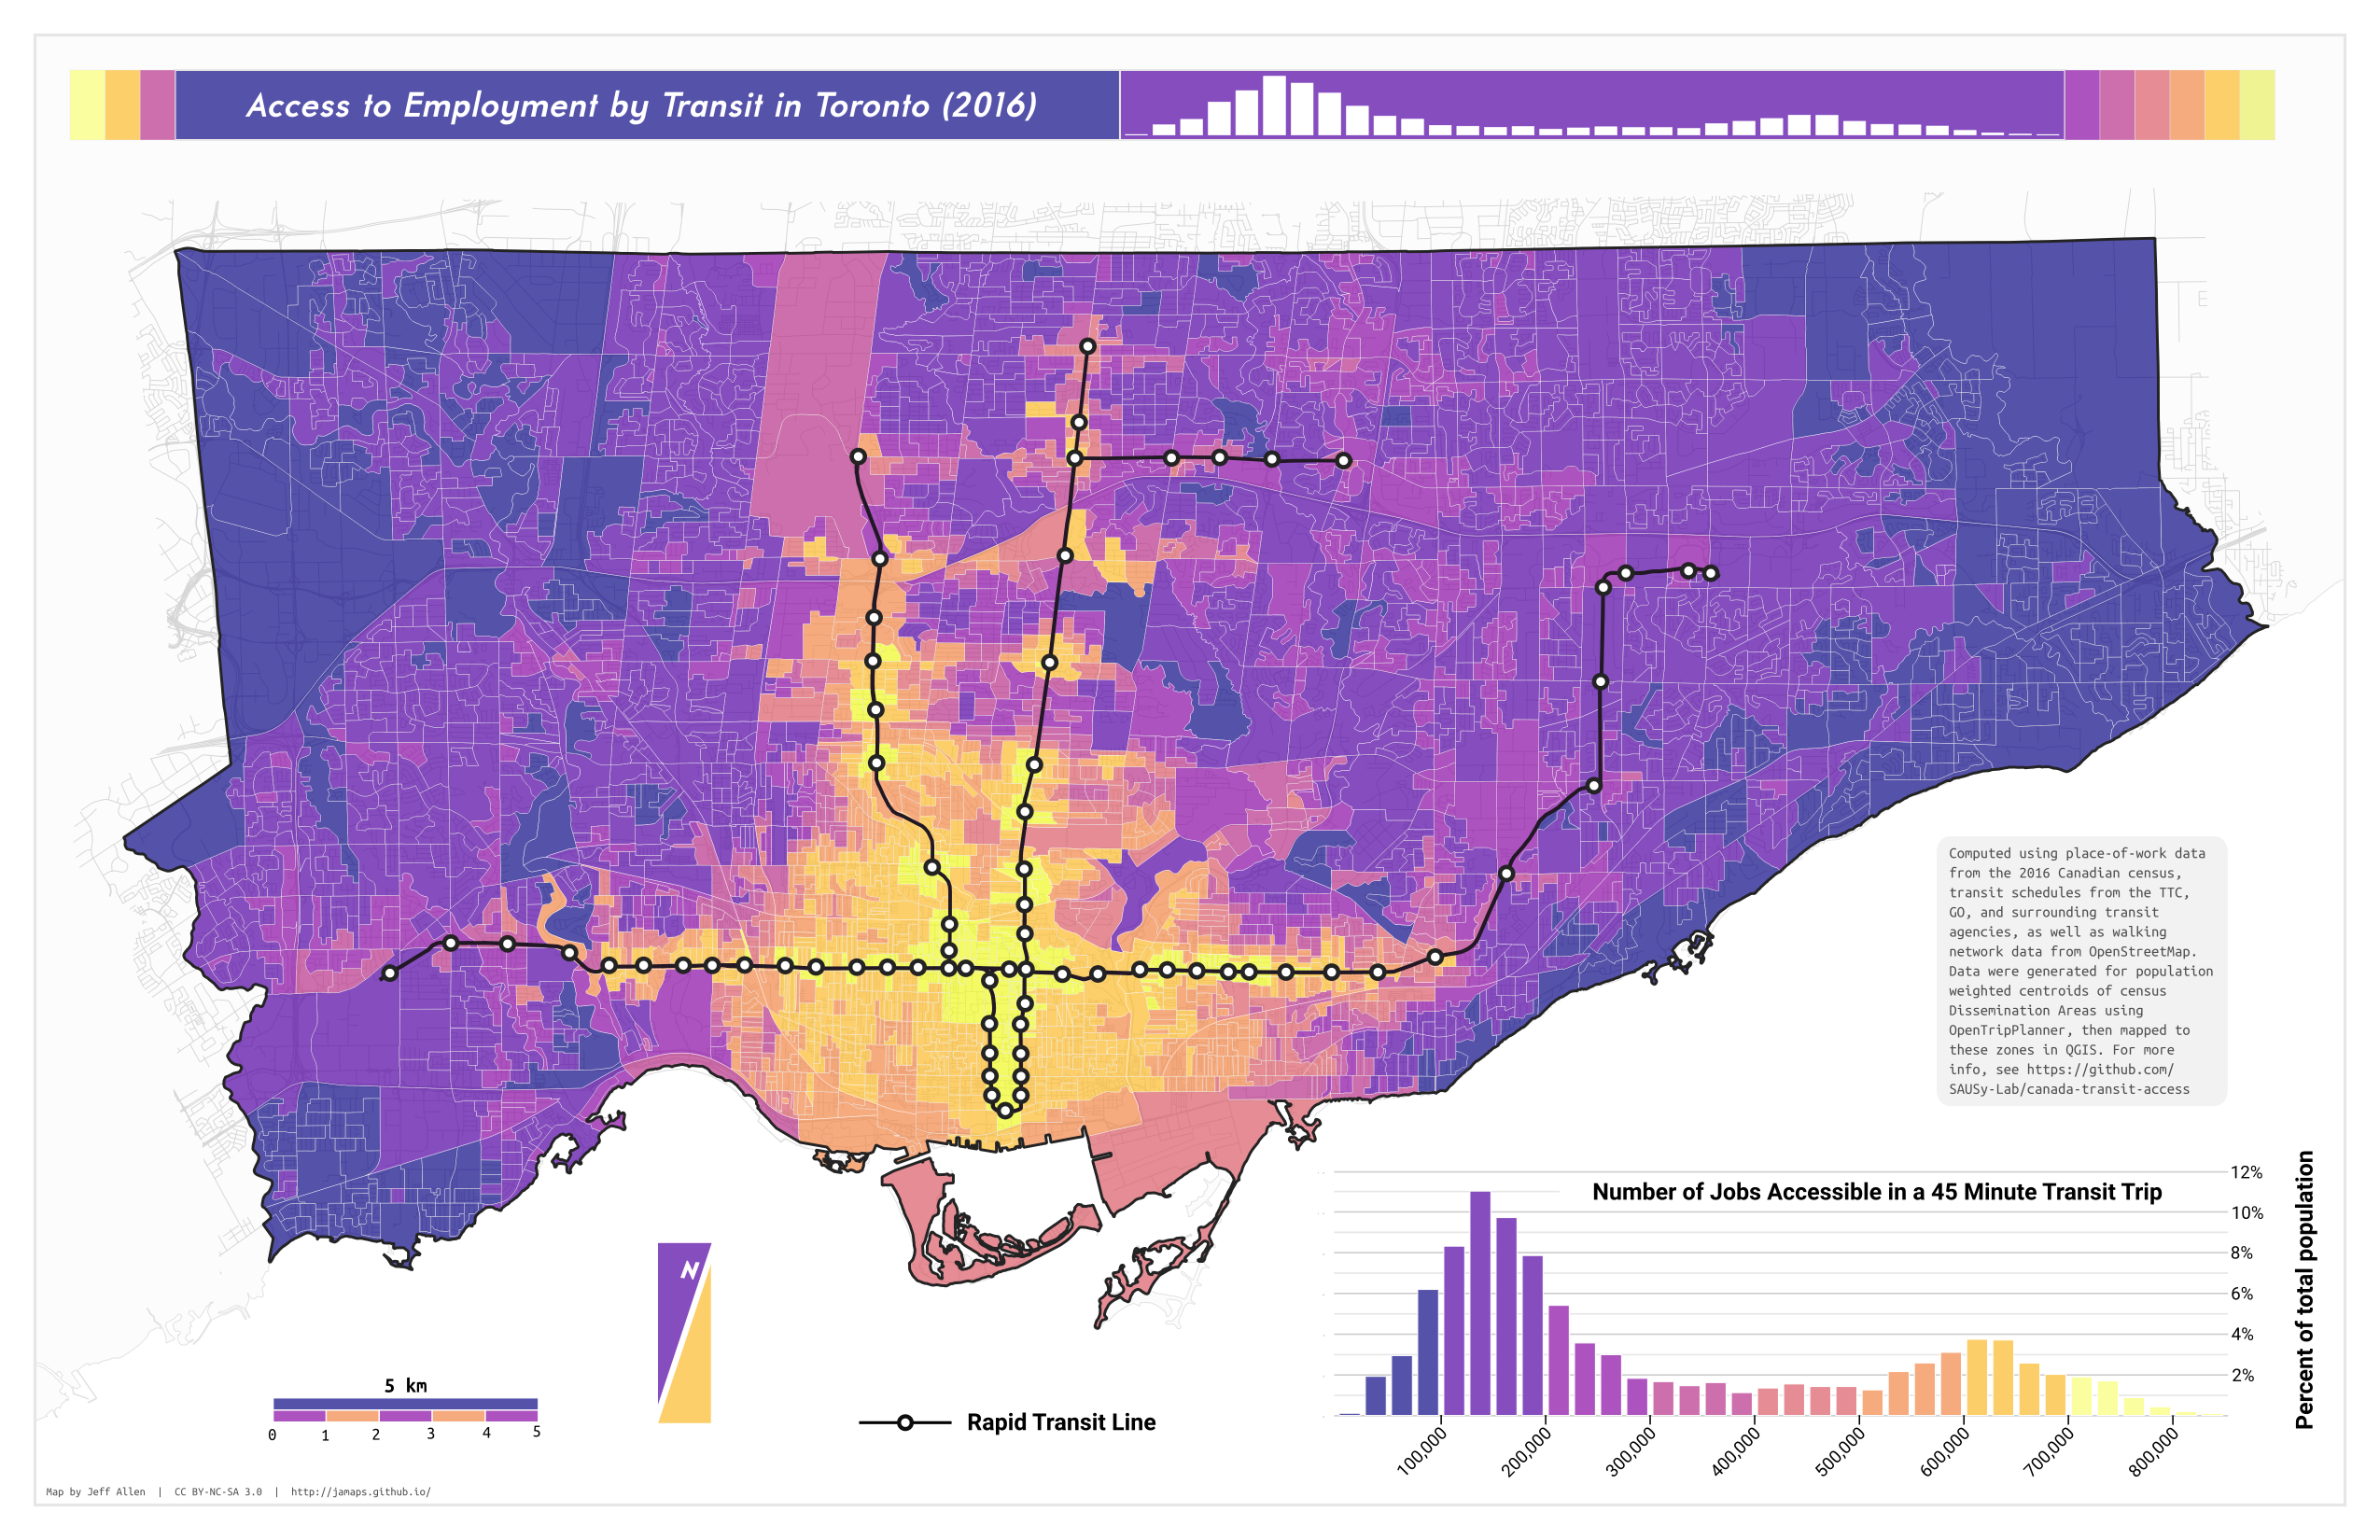 Access to Employment by Transit in Toronto (2016)
Computed using place-of-work data
from the 2016 Canadian census,
transit schedules from the TTC,
GO, and surrounding transit
agencies, as well as walking
network data from OpenStreetMap.
Data were generated for population
weighted centroids of census
Dissemination Areas using
OpenTripPlanner, then mapped to
these zones in QGIS. For more
info, see https://github.com/
SAUSy-Lab/canada-transit-access
Number of Jobs Accessible in a 45 Minute Transit Trip
12%
10%
8%
6%
4%
2%
Percent of total population
100,000
200,000
300,000
400,000
500,000
600,000
700,000
800,000
N
5 km
0 1 2 3 4 5
Rapid Transit Line
Map by Jeff Allen | CC BY-NC-SA 3.0 | http://jamaps.github.io/